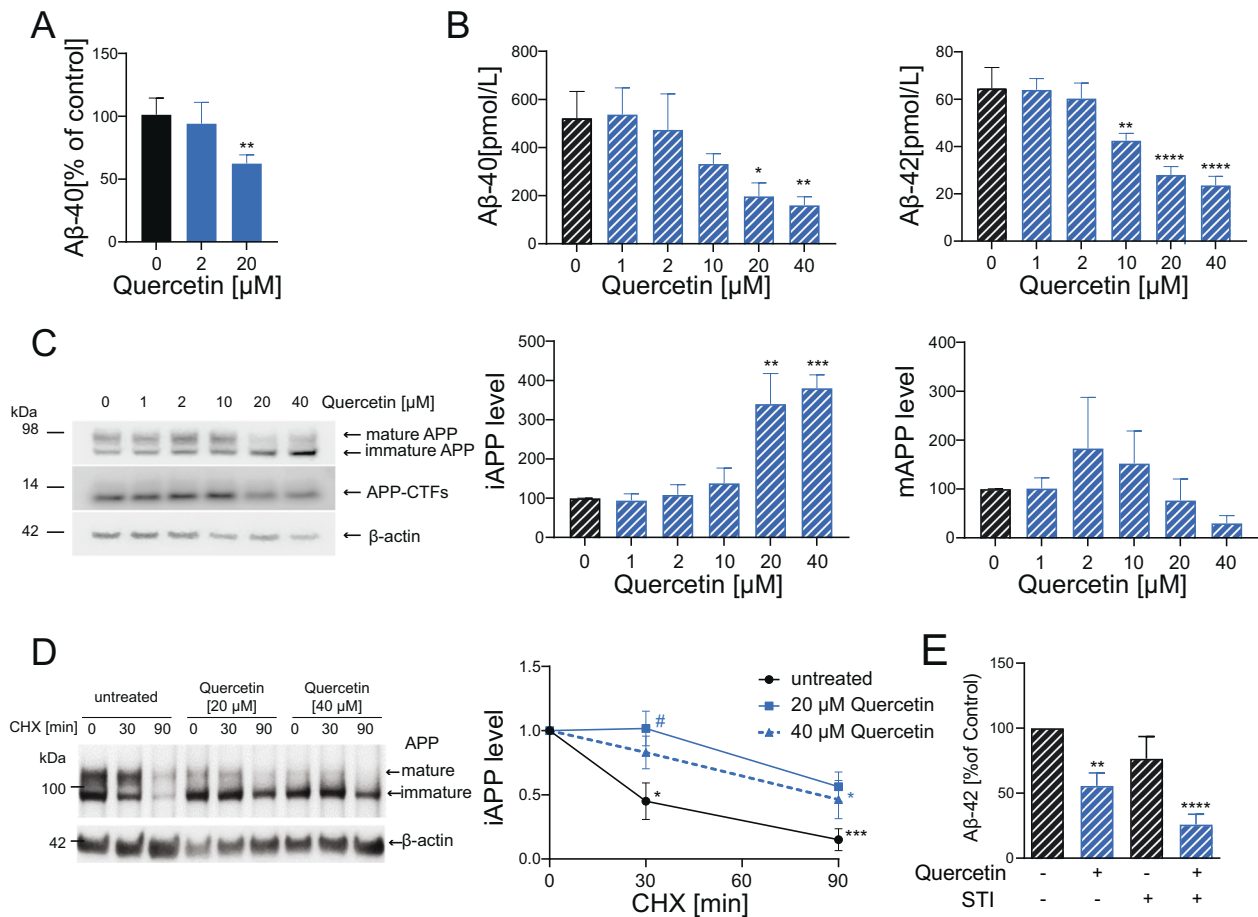 A
Aβ-40[% of control]
150
100
50
0
**
0 2 20
Quercetin [µM]
B
Aβ-40[pmol/L]
800
600
400
200
0
*
**
0 1 2 10 20 40
Quercetin [µM]
Aβ-42[pmol/L]
80
60
40
20
0
**
****
****
0 1 2 10 20 40
Quercetin [µM]
C
kDa
0 1 2 10 20 40 Quercetin [µM]
98
←mature APP
←immature APP
14
←APP-CTFs
42
← β-actin
iAPP level
500
400
300
200
100
0
**
***
0 1 2 10 20 40
Quercetin [µM]
mAPP level
400
300
200
100
0
0 1 2 10 20 40
Quercetin [µM]
D
untreated
Quercetin
[20 µM]
Quercetin
[40 µM]
CHX [min] 0 30 90 0 30 90 0 30 90
kDa
APP
←mature
100
←immature
42
←β-actin
iAPP level
1.5
1.0
0.5
0.0
#
*
*
***
0 30 60 90
CHX [min]
untreated
20 µM Quercetin
40 µM Quercetin
E
Aβ-42 [%of Control)
150
100
50
0
**
****
Quercetin - + - +
STI - - + +